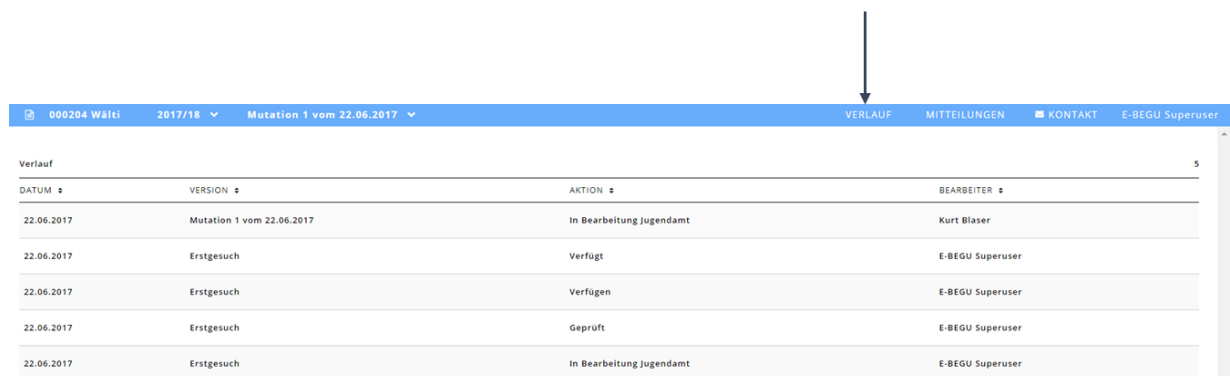 000204 Wälti 2017/18 Mutation 1 vom 22.06.2017 VERLAUF MITTEILUNGEN KONTAKT E-BEGU Superuser
Verlauf 5
DATUM VERSION AKTION BEARBEITER
22.06.2017 Mutation 1 vom 22.06.2017 In Bearbeitung Jugendamt Kurt Blaser
22.06.2017 Erstgesuch Verfügt E-BEGU Superuser
22.06.2017 Erstgesuch Verfügen E-BEGU Superuser
22.06.2017 Erstgesuch Geprüft E-BEGU Superuser
22.06.2017 Erstgesuch In Bearbeitung Jugendamt E-BEGU Superuser